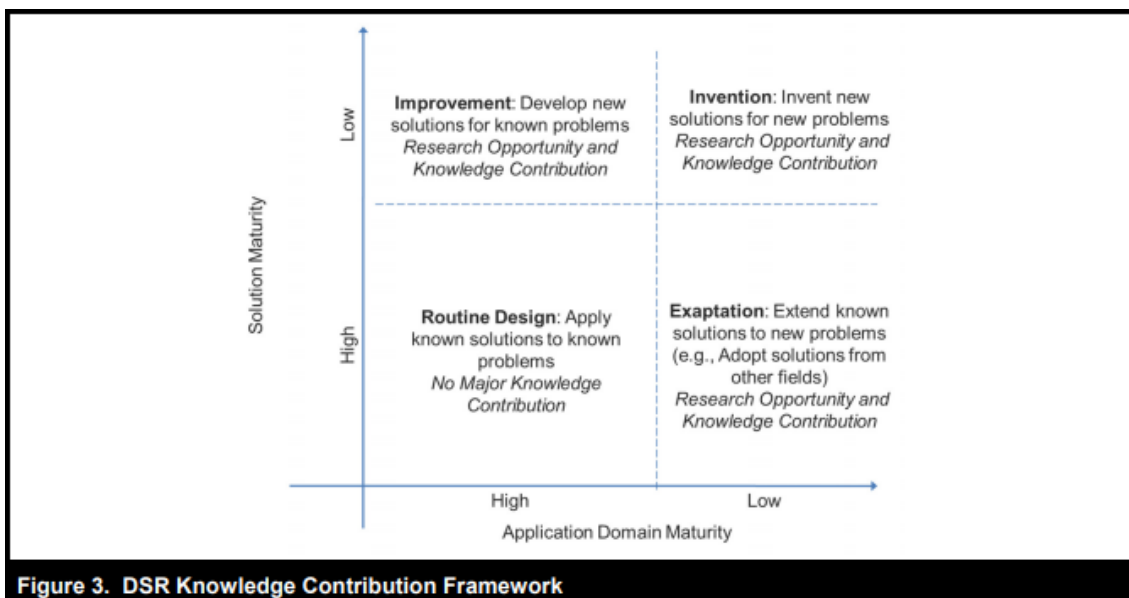 Solution Maturity
Low
High
Improvement: Develop new
solutions for known problems
Research Opportunity and
Knowledge Contribution
Invention: Invent new
solutions for new problems
Research Opportunity and
Knowledge Contribution
Routine Design: Apply
known solutions to known
problems
No Major Knowledge
Contribution
Exaptation: Extend known
solutions to new problems
(e.g., Adopt solutions from
other fields)
Research Opportunity and
Knowledge Contribution
High
Low
Application Domain Maturity
Figure 3. DSR Knowledge Contribution Framework